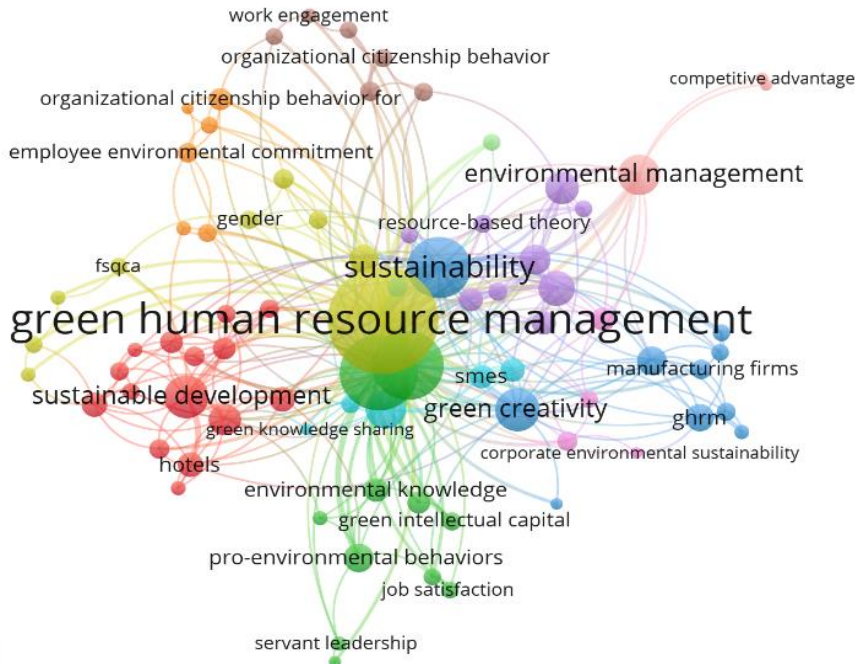 work engagement
organizational citizenship behavior
competitive advantage
organizational citizenship behavior for
employee environmental commitment
environmental management
gender
resource-based theory
fsqca
sustainability
green human resource management
smes
manufacturing firms
sustainable development
green creativity
ghrm
green knowledge sharing
corporate environmental sustainability
hotels
environmental knowledge
green intellectual capital
pro-environmental behaviors
job satisfaction
servant leadership